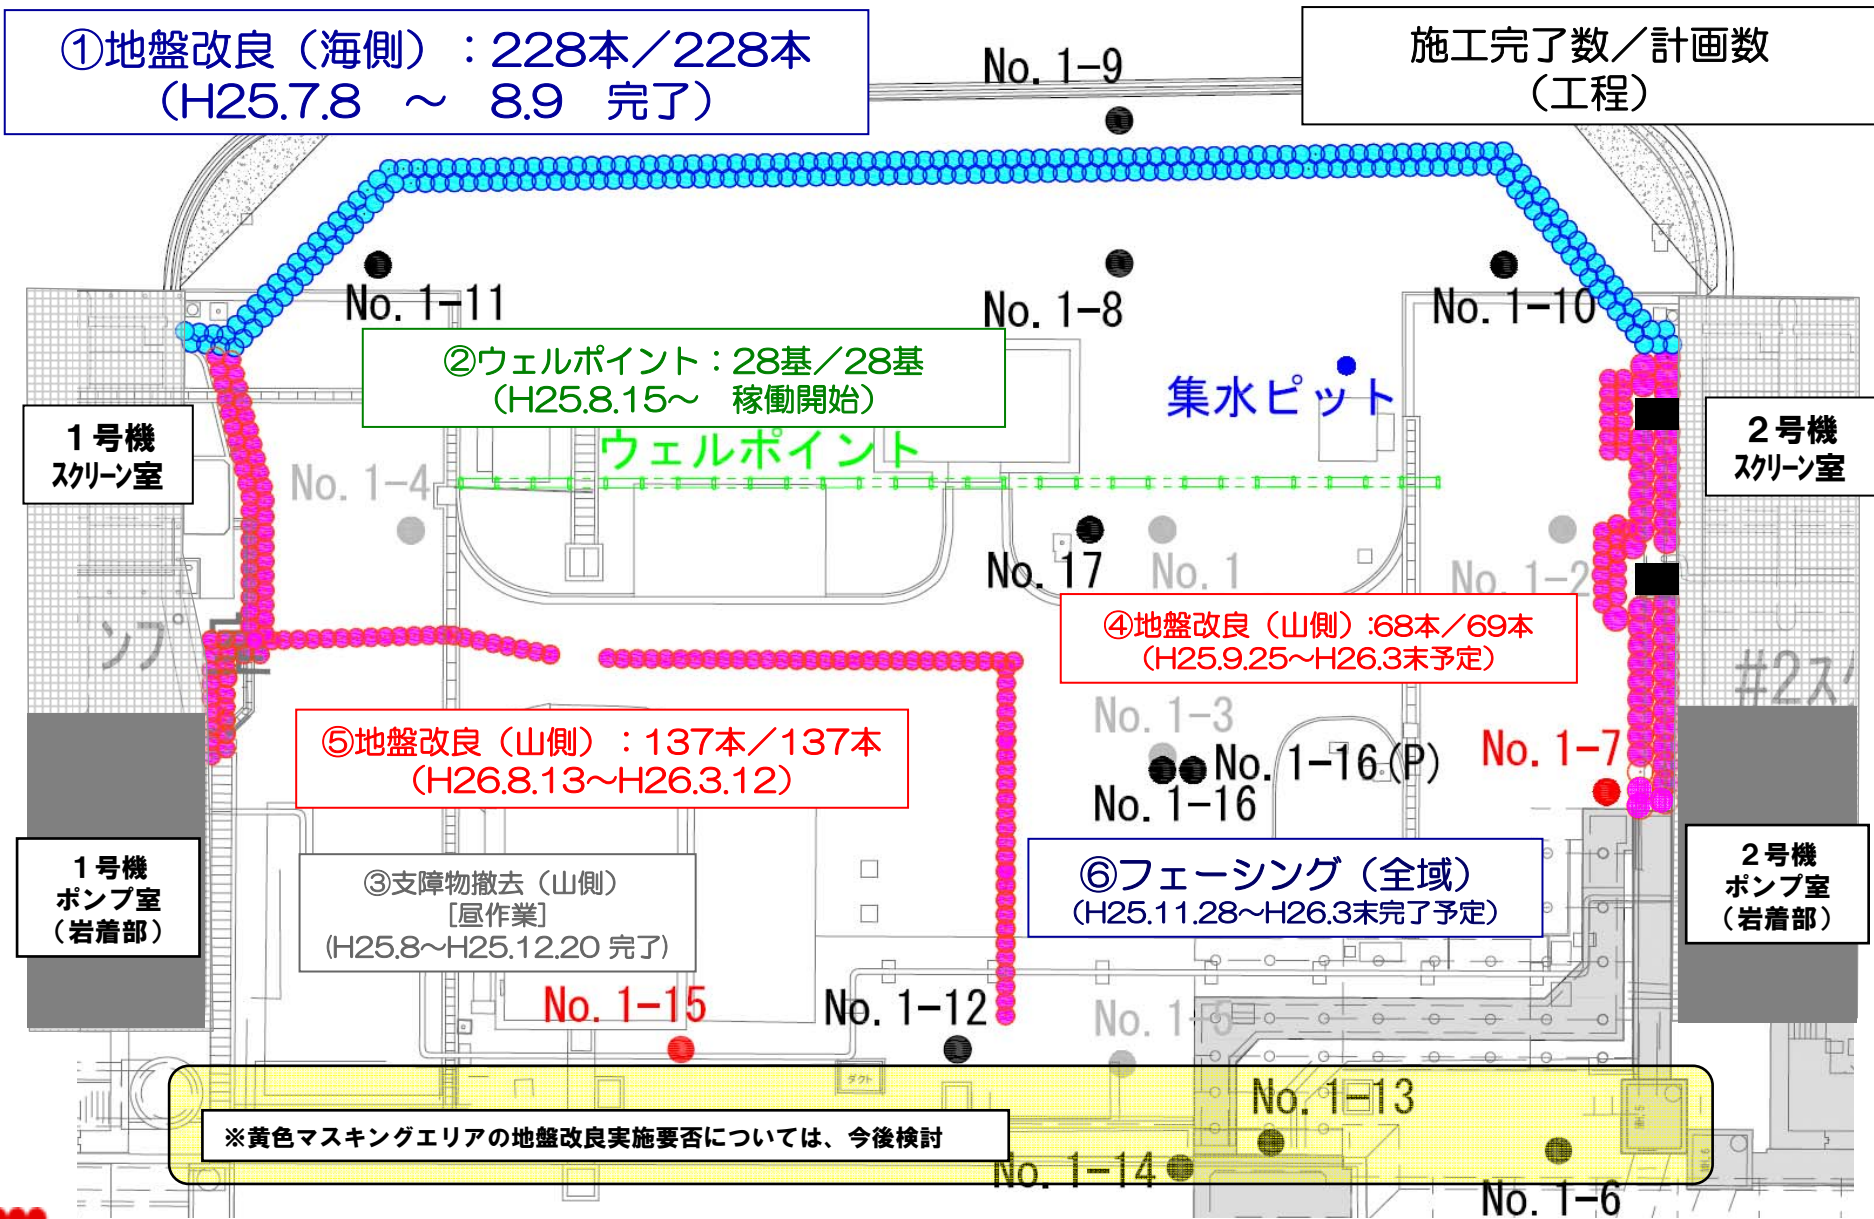 ①地盤改良（海側）：228本／228本
（H25.7.8　～　8.9　完了）
施工完了数／計画数
（工程）
No. 1-9
No. 1-11
No. 1-8
No. 1-10
②ウェルポイント：28基／28基
（H25.8.15～　稼働開始）
集水ピット
1号機
スクリーン室
2号機
スクリーン室
ウェルポイント
No. 1-4
No. 17
No. 1
No. 1-2
④地盤改良（山側）:68本／69本
（H25.9.25～H26.3末予定）
ンプ
#2スク
No. 1-3
⑤地盤改良（山側）：137本／137本
（H26.8.13～H26.3.12）
No. 1-7
No. 1-16(P)
No. 1-16
1号機
ポンプ室
（岩着部）
③支障物撤去（山側）
[昼作業]
(H25.8～H25.12.20 完了)
⑥フェーシング（全域）
（H25.11.28～H26.3末完了予定）
2号機
ポンプ室
（岩着部）
No. 1-15
No. 1-12
No. 1-5
ダクト
No. 1-13
※黄色マスキングエリアの地盤改良実施要否については、今後検討
No. 1-14
No. 1-6